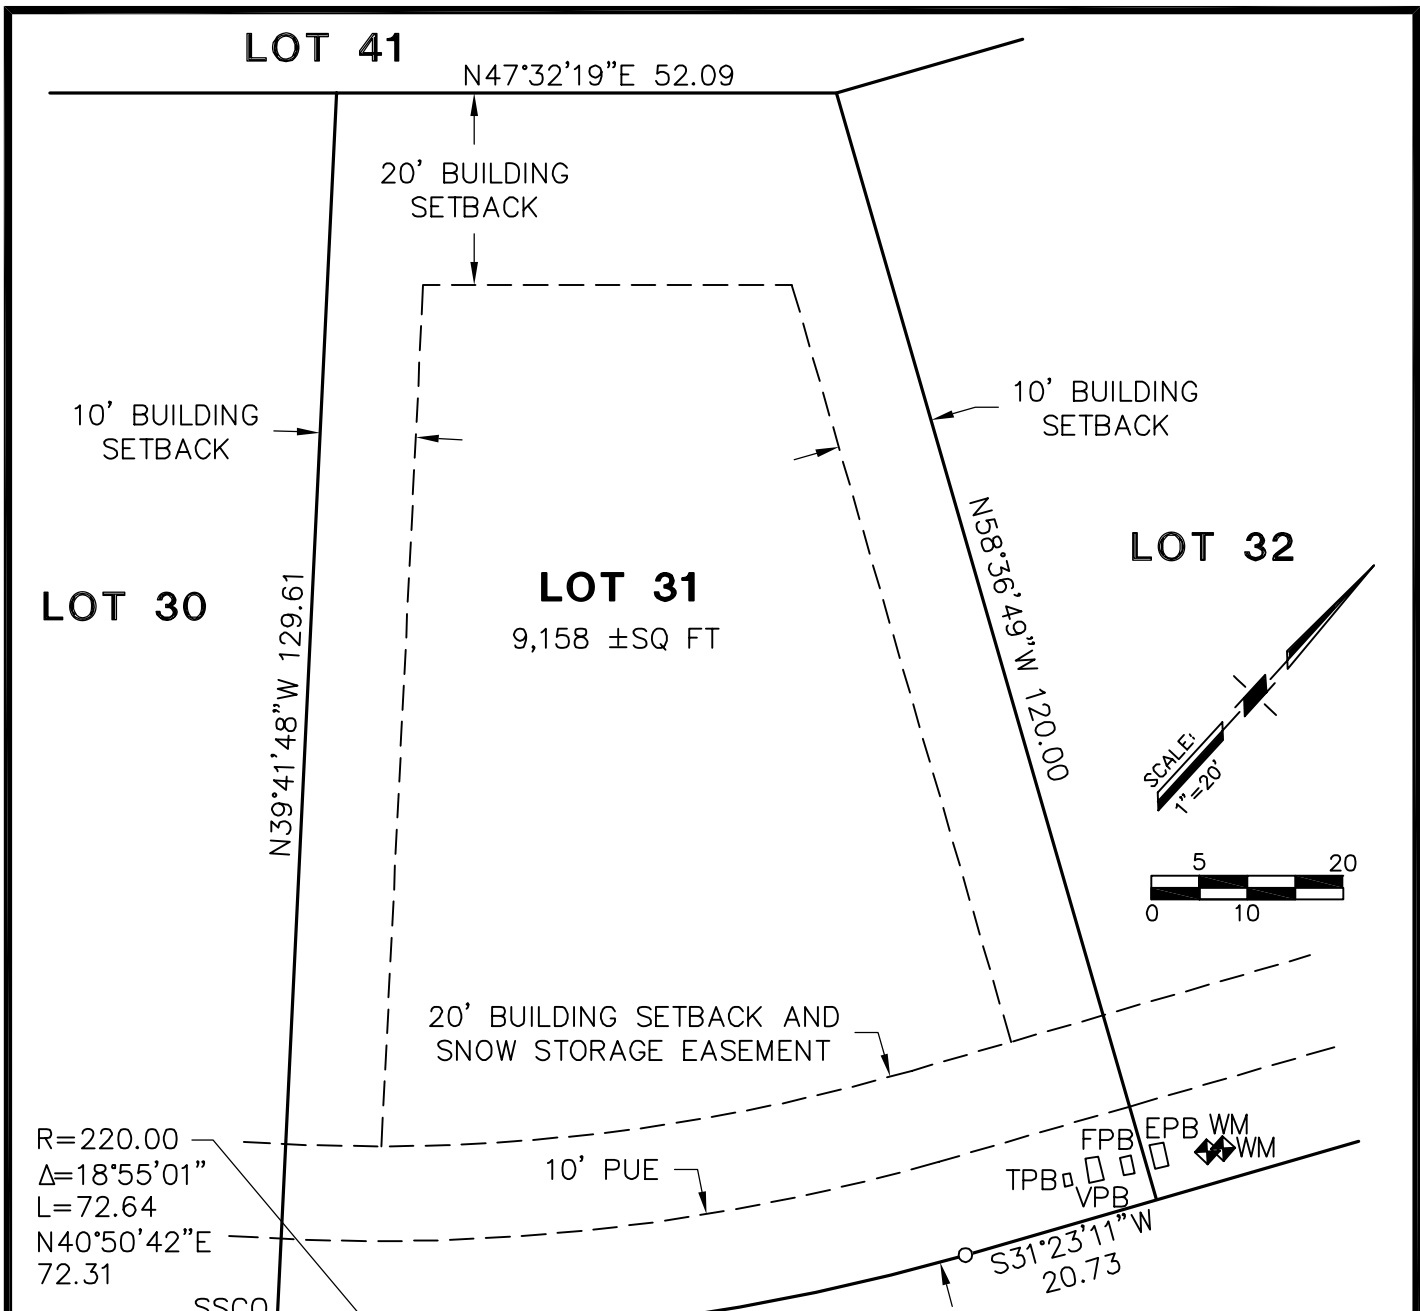 LOT 41
N47°32'19"E 52.09
20' BUILDING
SETBACK
10' BUILDING
SETBACK
10' BUILDING
SETBACK
N58°36'49"W 120.00
LOT 32
LOT 31
9,158 ±SQ FT
LOT 30
N39°41'48"W 129.61
SCALE:
1"=20'
5 20
0 10
20' BUILDING SETBACK AND
SNOW STORAGE EASEMENT
R=220.00
Δ=18°55'01"
L=72.64
N40°50'42"E
72.31
10' PUE
TPB
VPB
FPB
EPB
WM
WM
S31°23'11"W
20.73
SSCO